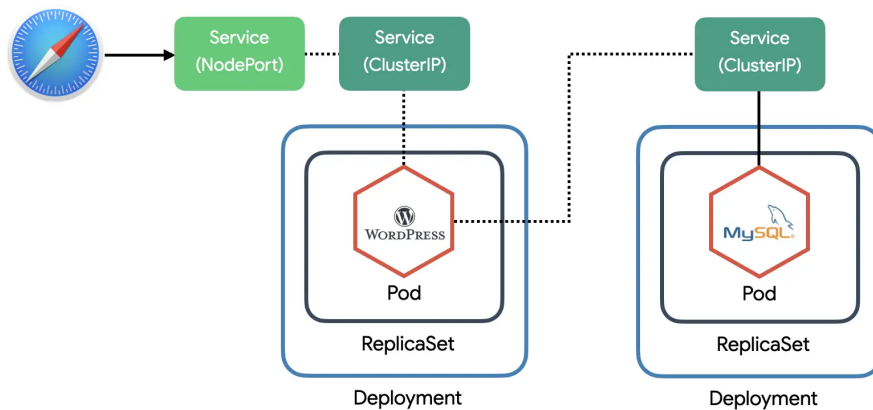 Service
(NodePort)
Service
(ClusterIP)
Service
(ClusterIP)
WORDPRESS
Pod
ReplicaSet
Deployment
MySQL
Pod
ReplicaSet
Deployment